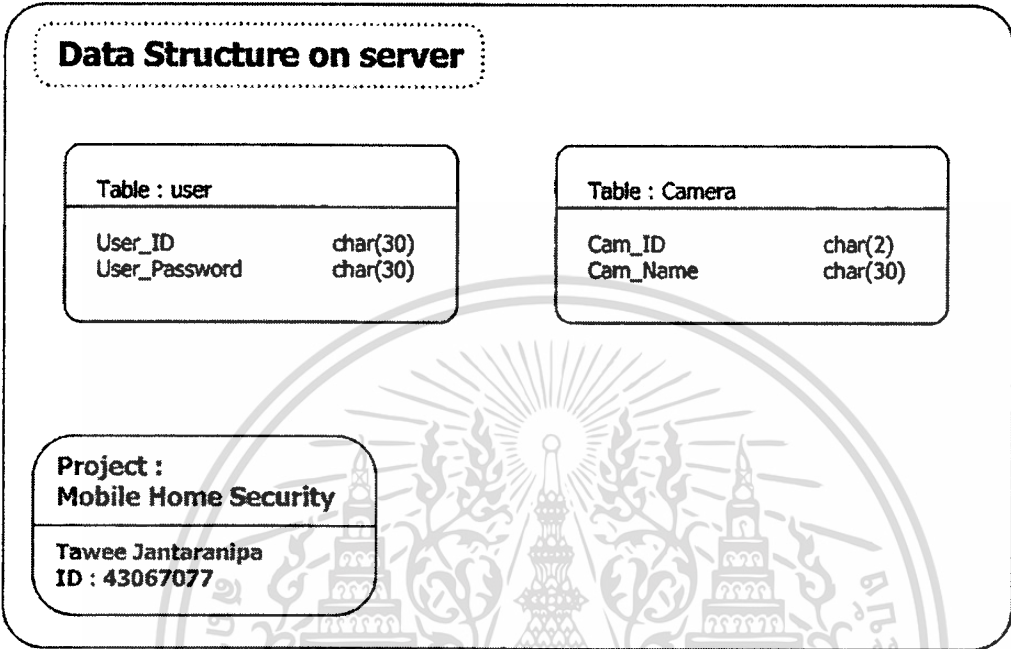 Data Structure on server
Table : user
User_ID char(30)
User_Password char(30)
Table : Camera
Cam_ID char(2)
Cam_Name char(30)
Project :
Mobile Home Security
Tawee Jantaranipa
ID : 43067077